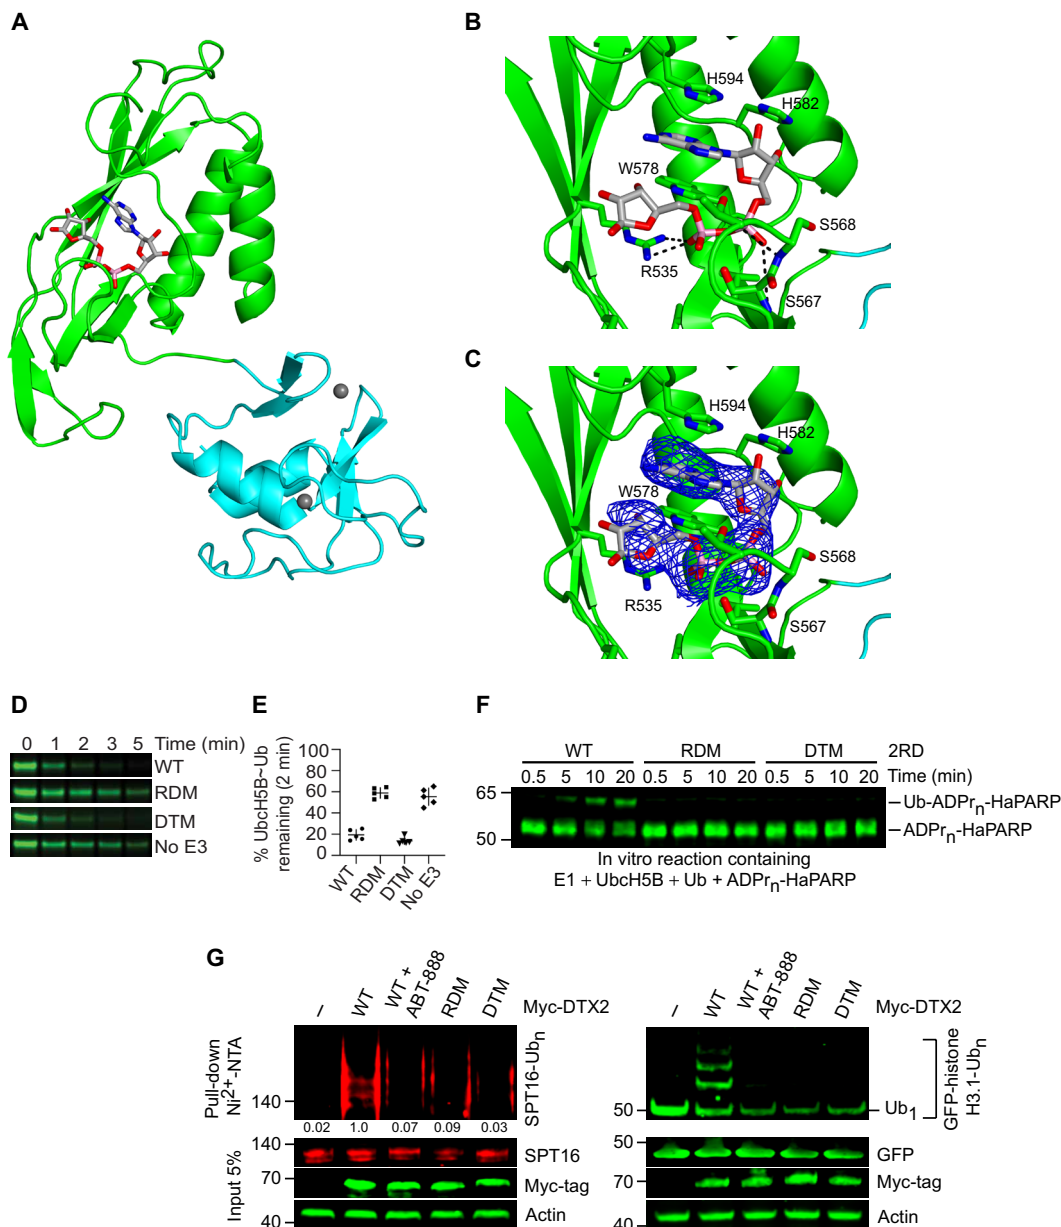 A
B
H594
H582
W578
S568
R535
S567
C
H594
H582
W578
S568
R535
S567
D
0 1 2 3 5 Time (min)
WT
RDM
DTM
No E3
E
% UbcH5B~Ub
remaining (2 min)
100
80
60
40
20
0
WT
RDM
DTM
No E3
F
WT RDM DTM 2RD
0.5 5 10 20 0.5 5 10 20 0.5 5 10 20 Time (min)
65
50
Ub-ADPrn-HaPARP
ADPrn-HaPARP
In vitro reaction containing
E1 + UbcH5B + Ub + ADPrn-HaPARP
G
– WT WT + ABT-888 RDM DTM Myc-DTX2
Pull-down
Ni2+-NTA
140
SPT16-Ubn
0.02 1.0 0.07 0.09 0.03
Input 5%
140 SPT16
70 Myc-tag
40 Actin
– WT WT + ABT-888 RDM DTM Myc-DTX2
50
Ub1
GFP-histone
H3.1-Ubn
50 GFP
70 Myc-tag
40 Actin